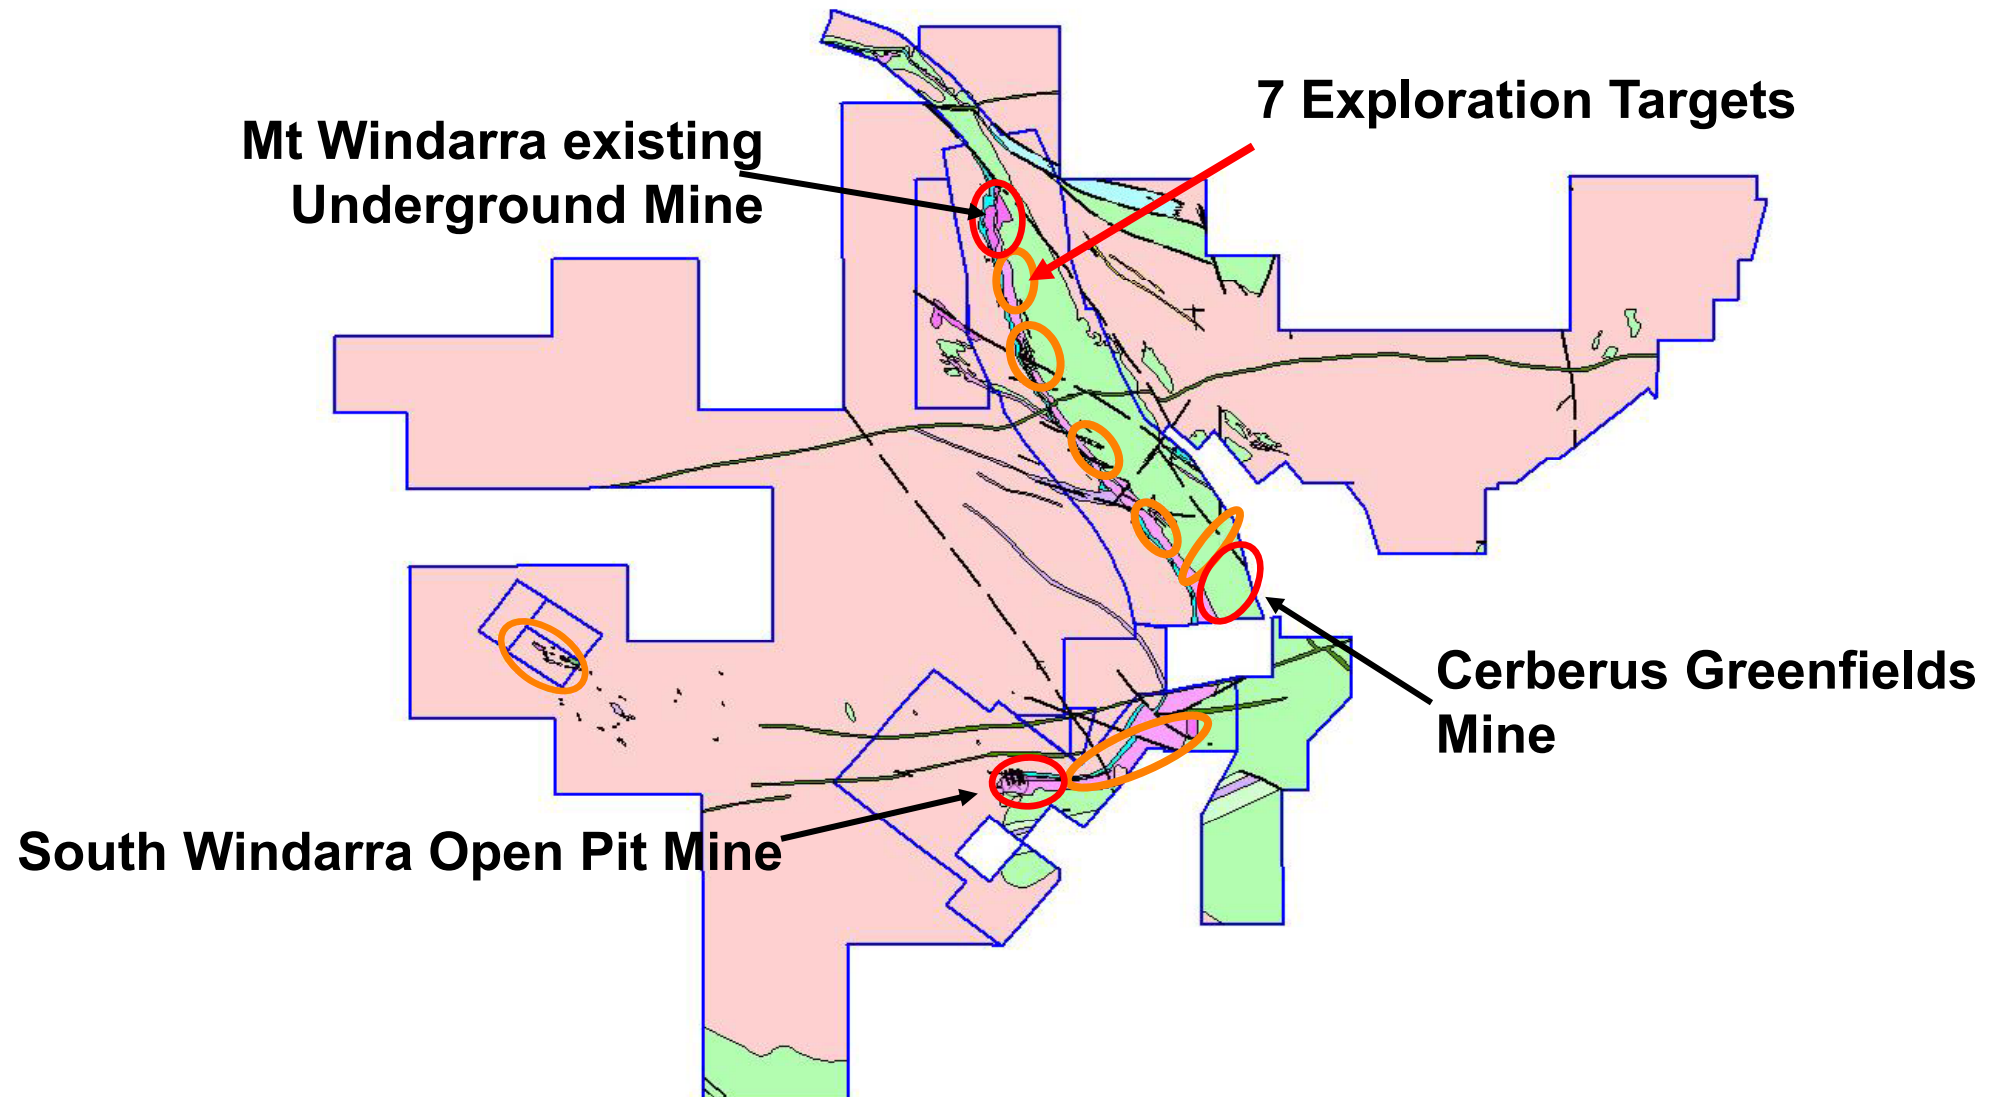 7 Exploration Targets
Mt Windarra existing
Underground Mine
Cerberus Greenfields
Mine
South Windarra Open Pit Mine